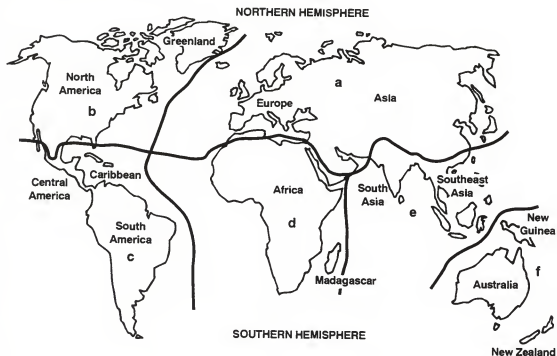 NORTHERN HEMISPHERE
Greenland
North
America
b
a
Europe
Asia
Central
America
Caribbean
Africa
d
South
Asia
e
Southeast
Asia
South
America
c
New
Guinea
f
Australia
Madagascar
SOUTHERN HEMISPHERE
New Zealand